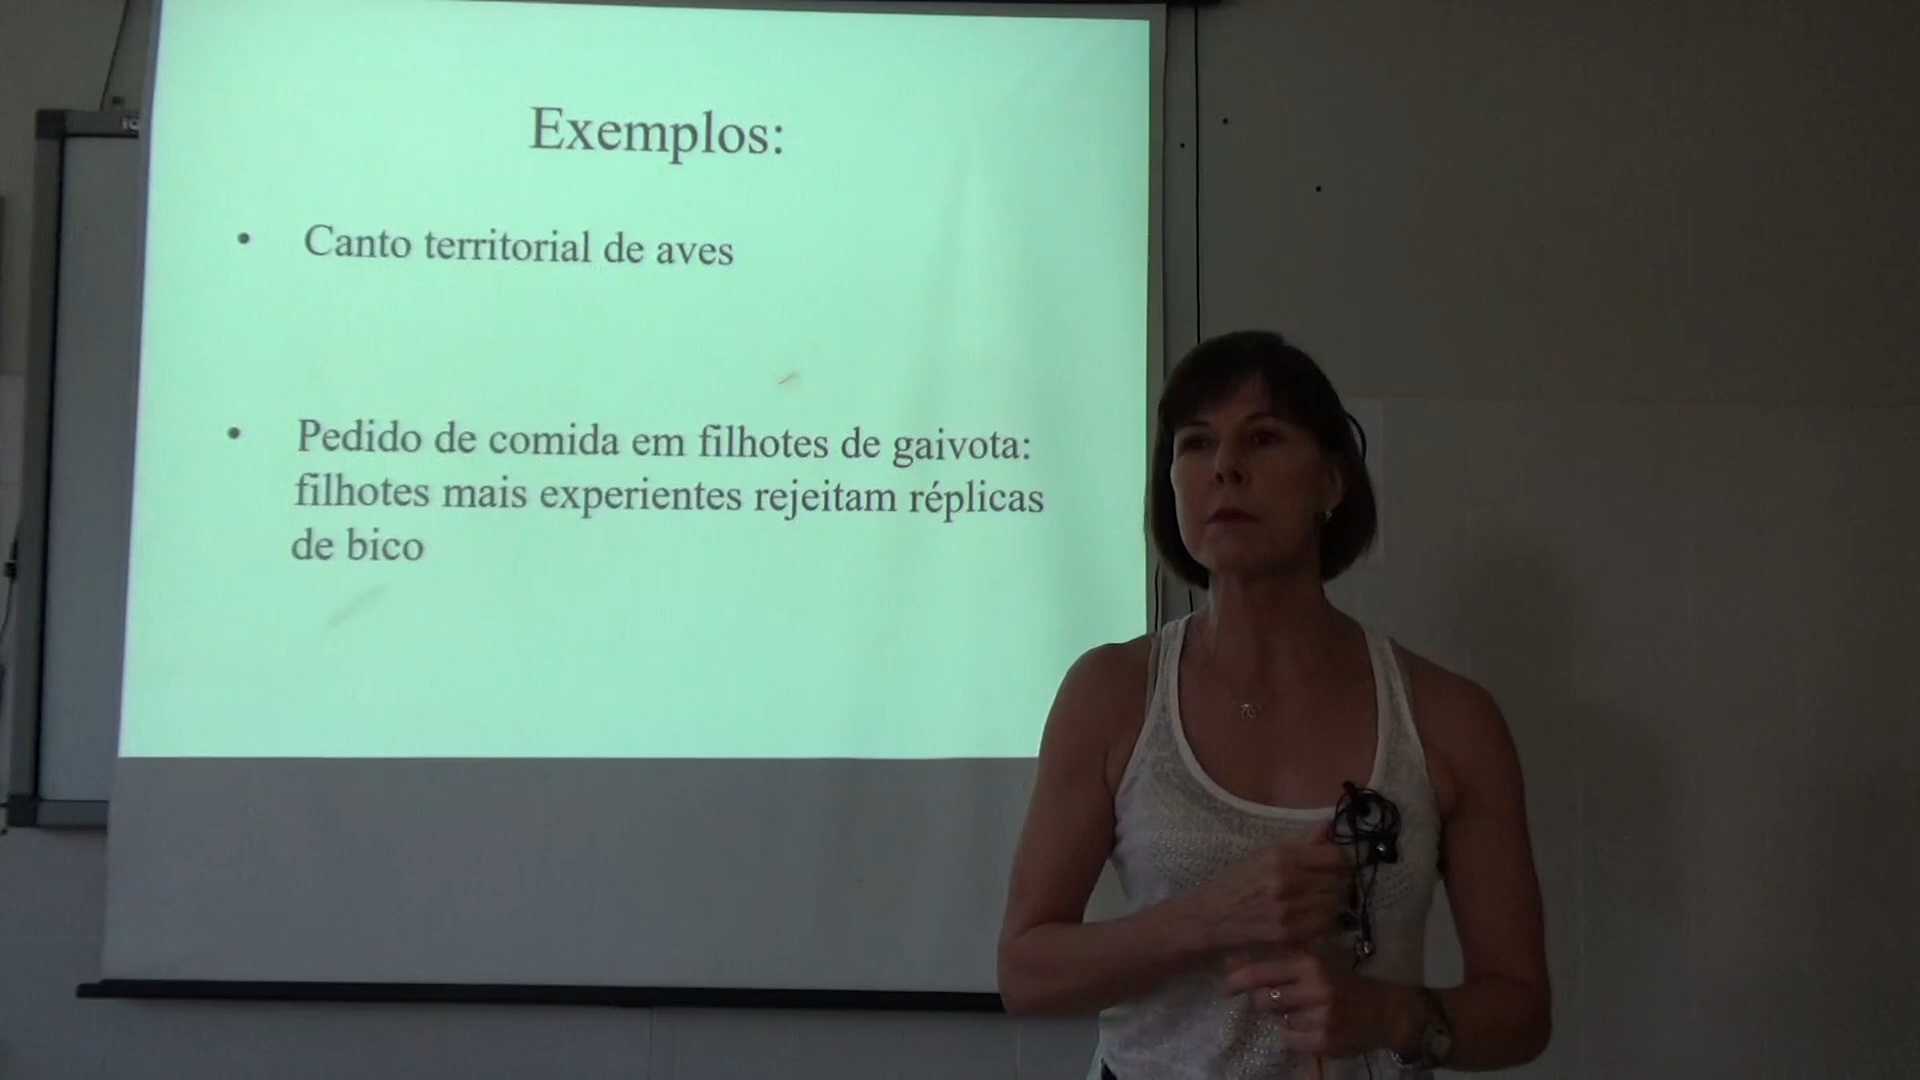 Exemplos:
• Canto territorial de aves
• Pedido de comida em filhotes de gaivota:
filhotes mais experientes rejeitam réplicas
de bico